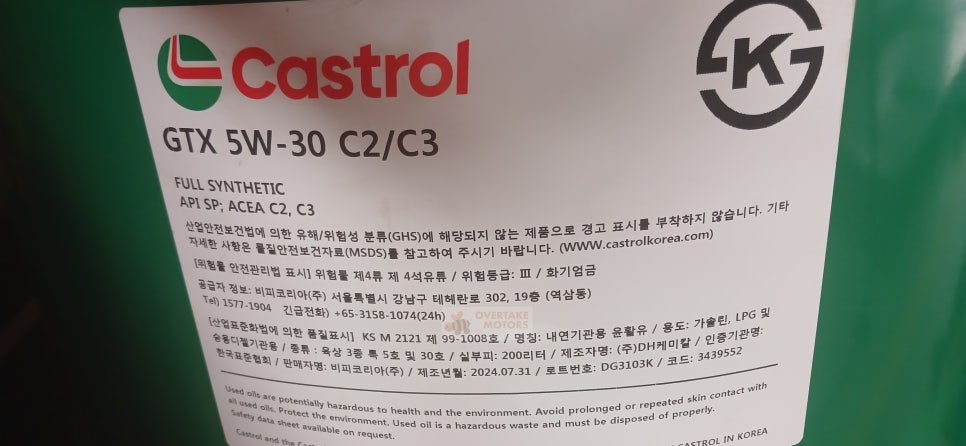 Castrol
K
GTX 5W-30 C2/C3
FULL SYNTHETIC
API SP; ACEA C2, C3
산업안전보건법에 의한 유해/위험성 분류(GHS)에 해당되지 않는 제품으로 경고 표시를 부착하지 않습니다. 기타
자세한 사항은 물질안전보건자료(MSDS)를 참고하여 주시기 바랍니다. (WWW.castrolkorea.com)
[위험물 안전관리법 표시] 위험물 제4류 제 4석유류 / 위험등급: III / 화기엄금
공급자 정보: 비피코리아(주) 서울특별시 강남구 테헤란로 302, 19층 (역삼동)
Tel) 1577-1904 긴급전화) +65-3158-1074(24h)
OVERTAKE
MOTORS
[산업표준화법에 의한 품질표시] KS M 2121 제 99-1008호 / 명칭: 내연기관용 윤활유 / 용도: 가솔린, LPG 및
승용디젤기관용 / 종류 : 육상 3종 특 5호 및 30호 / 실부피: 200리터 / 제조자명: (주)DH케미칼 / 인증기관명:
한국표준협회 / 판매자명: 비피코리아(주) / 제조년월: 2024.07.31 / 로트번호: DG3103K / 코드: 3439552
Used oils are potentially hazardous to health and the environment. Avoid prolonged or repeated skin contact with
all used oils. Protect the environment. Used oil is a hazardous waste and must be disposed of properly.
Safety data sheet available on request.
Castrol and the
CASTROL IN KOREA